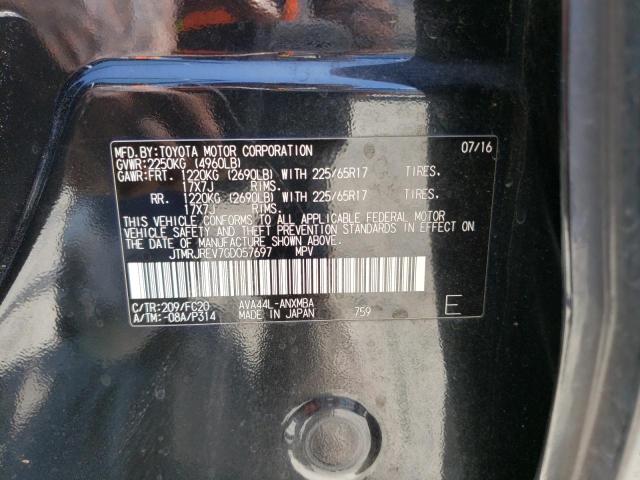 MFD.BY:TOYOTA MOTOR CORPORATION 07/16
GVWR:2250KG (4960LB)
GAWR:FRT. 1220KG (2690LB) WITH 225/65R17 TIRES,
17X7J RIMS.
RR. 1220KG (2690LB) WITH 225/65R17 TIRES,
17X7J RIMS.
THIS VEHICLE CONFORMS TO ALL APPLICABLE FEDERAL MOTOR
VEHICLE SAFETY AND THEFT PREVENTION STANDARDS IN EFFECT ON
THE DATE OF MANUFACTURE SHOWN ABOVE.
JTMRJREV7GD057697 MPV
C/TR:209/FC20 AVA44L-ANXMBA
A/TM:-08A/P314 MADE IN JAPAN 759
E